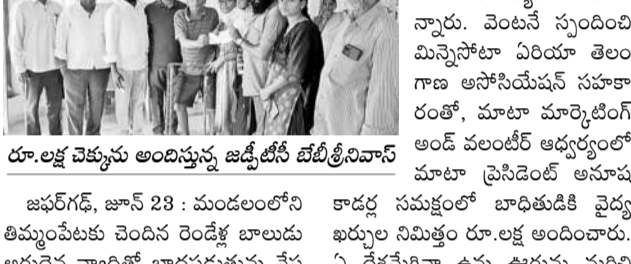 రూ.లక్ష చెక్కును అందిస్తున్న జడ్పీటీసీ బేబీశ్రీనివాస్
జఫర్‌గఢ్, జూన్ 23 : మండలంలోని
తిమ్మంపేటకు చెందిన రెండేళ్ల బాలుడు
న్నారు. వెంటనే స్పందించి
మిన్నెసోటా ఏరియా తెలం
గాణ అసోసియేషన్ సహకా
రంతో, మాటా మార్కెటింగ్
అండ్ వలంటీర్ ఆధ్వర్యంలో
మాటా ప్రెసిడెంట్ అనూష
కాడర్ల సమక్షంలో బాధితుడికి వైద్య
ఖర్చుల నిమిత్తం రూ.లక్ష అందించారు.